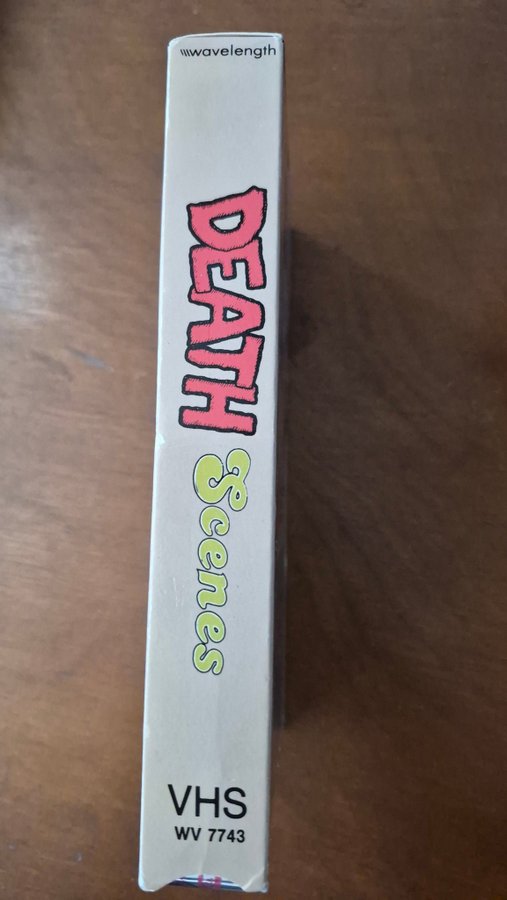 wavelength
DEATH
Scenes
VHS
WV 7743